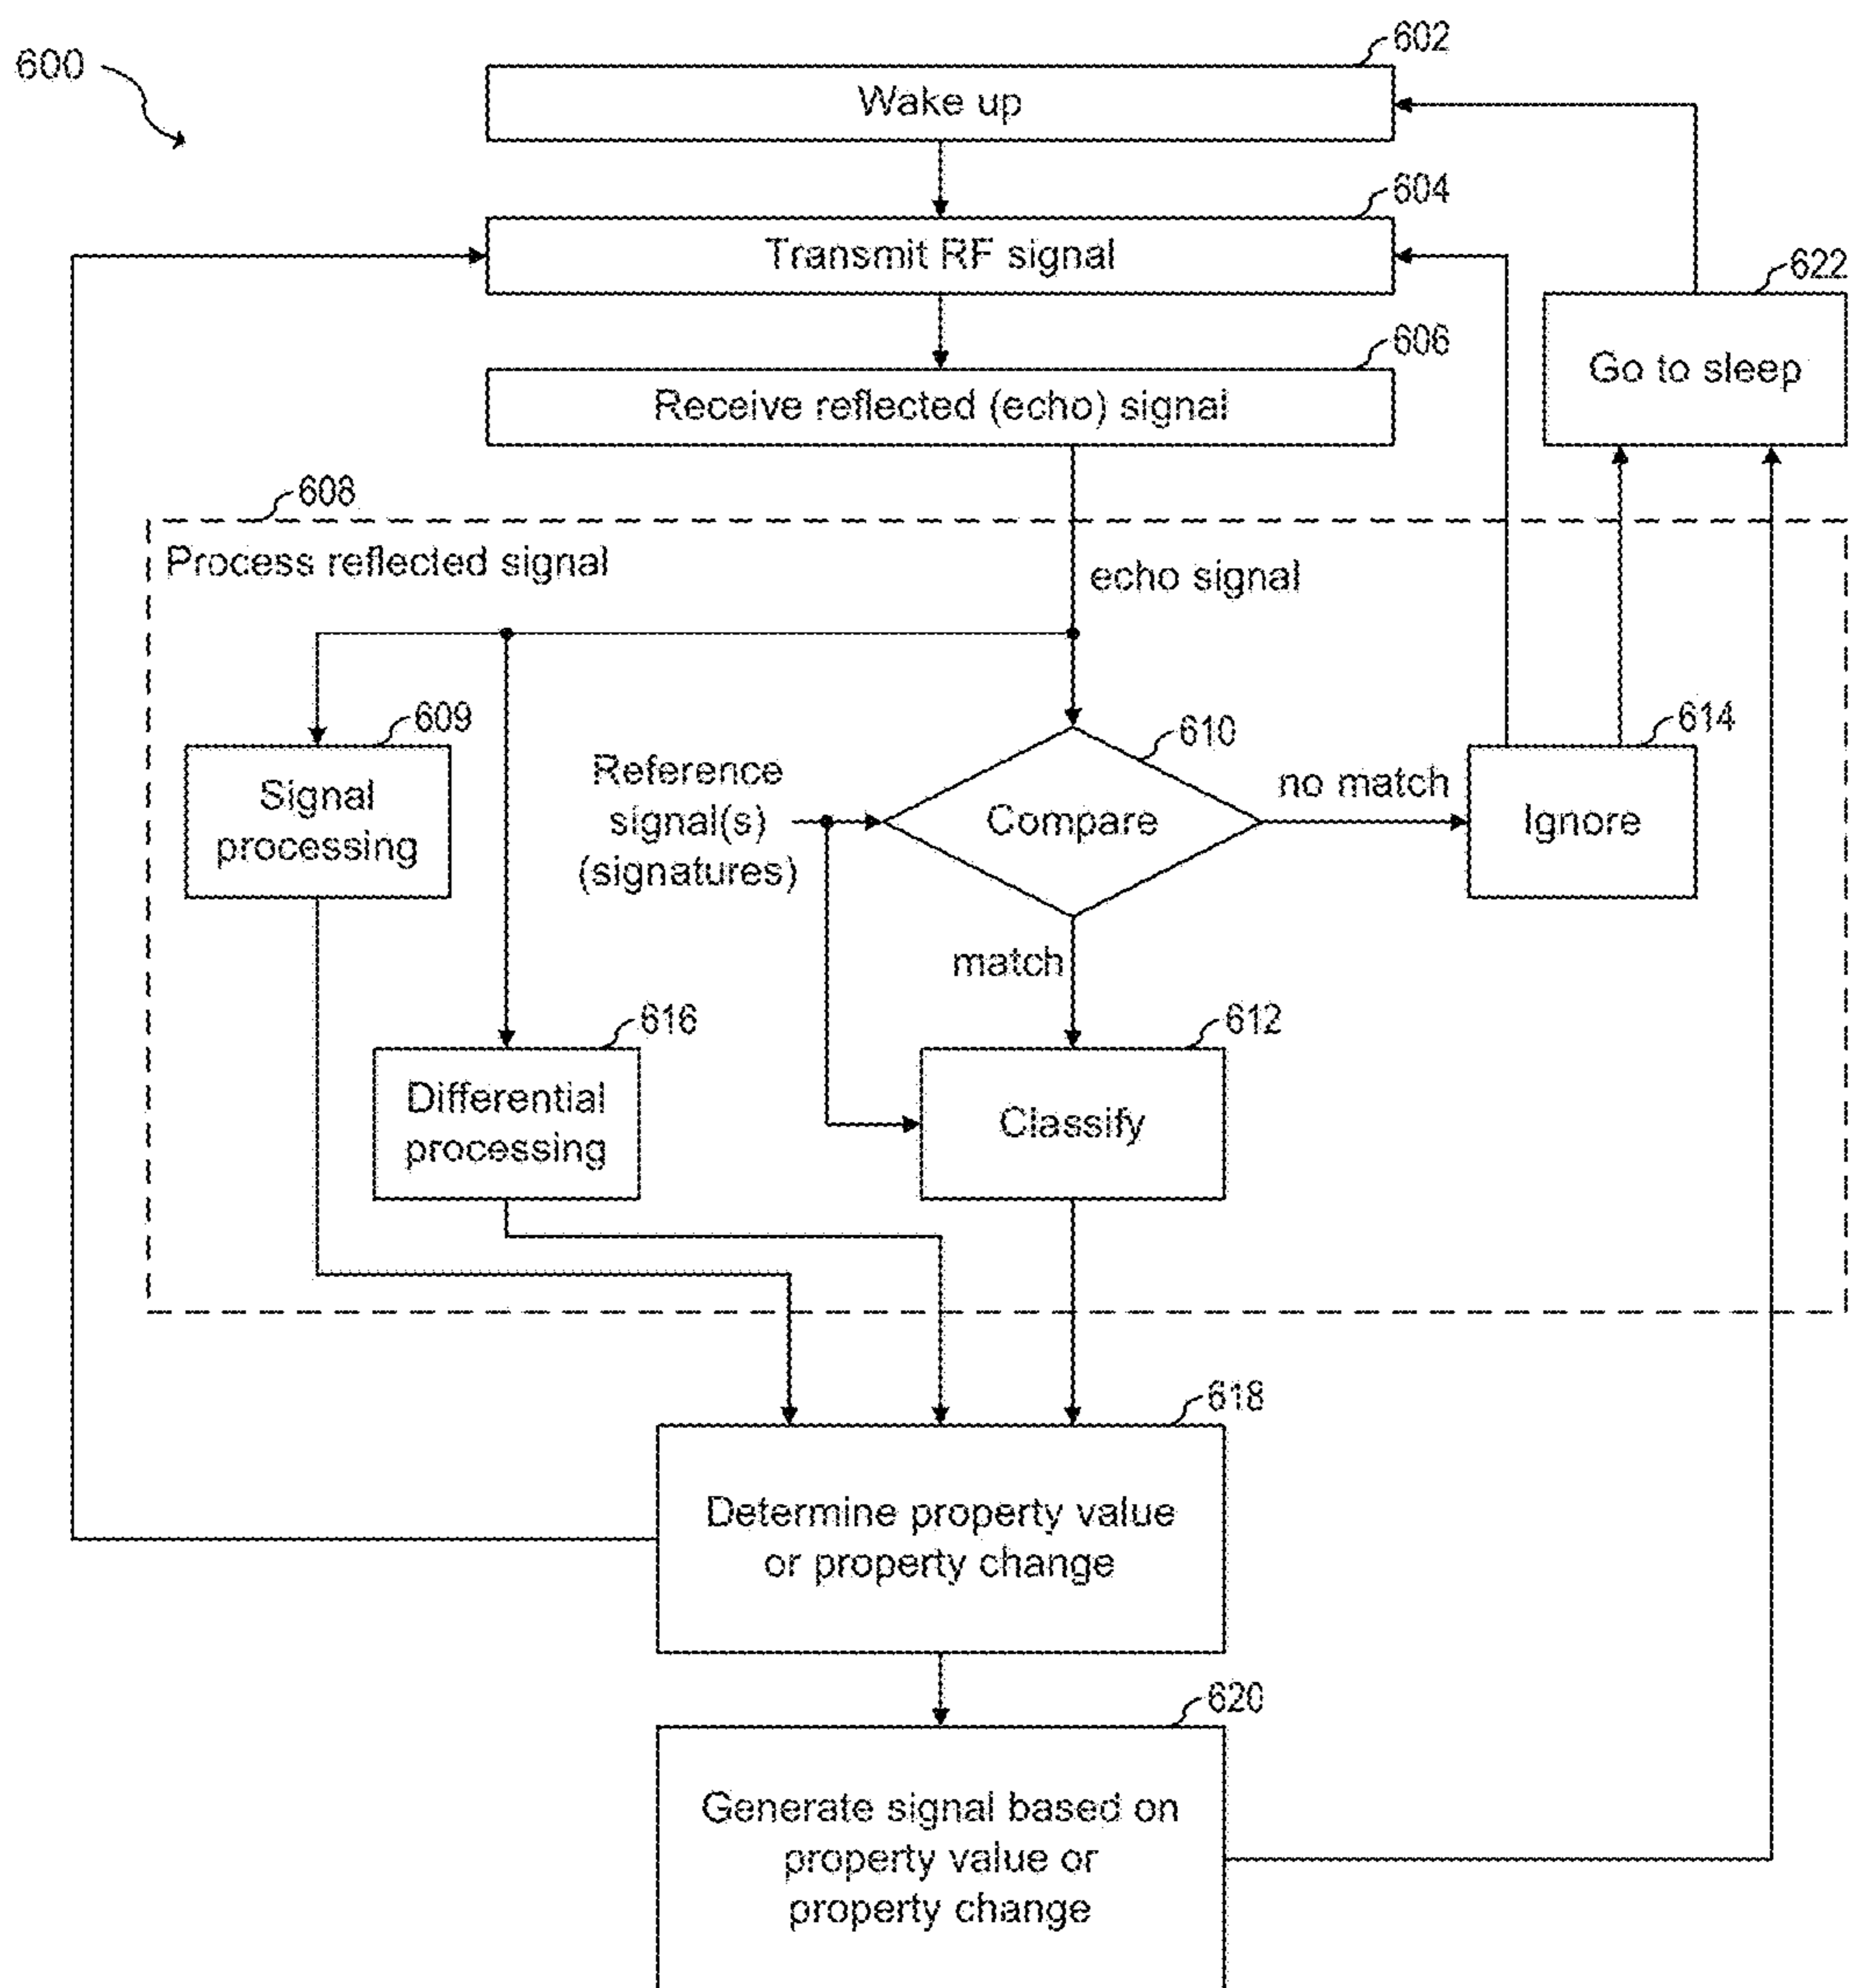 600
602
Wake up
604
Transmit RF signal
622
Go to sleep
606
Receive reflected (echo) signal
608
Process reflected signal
echo signal
609
Signal
processing
Reference
signal(s)
(signatures)
610
Compare
no match
614
Ignore
match
616
Differential
processing
612
Classify
618
Determine property value
or property change
620
Generate signal based on
property value or
property change